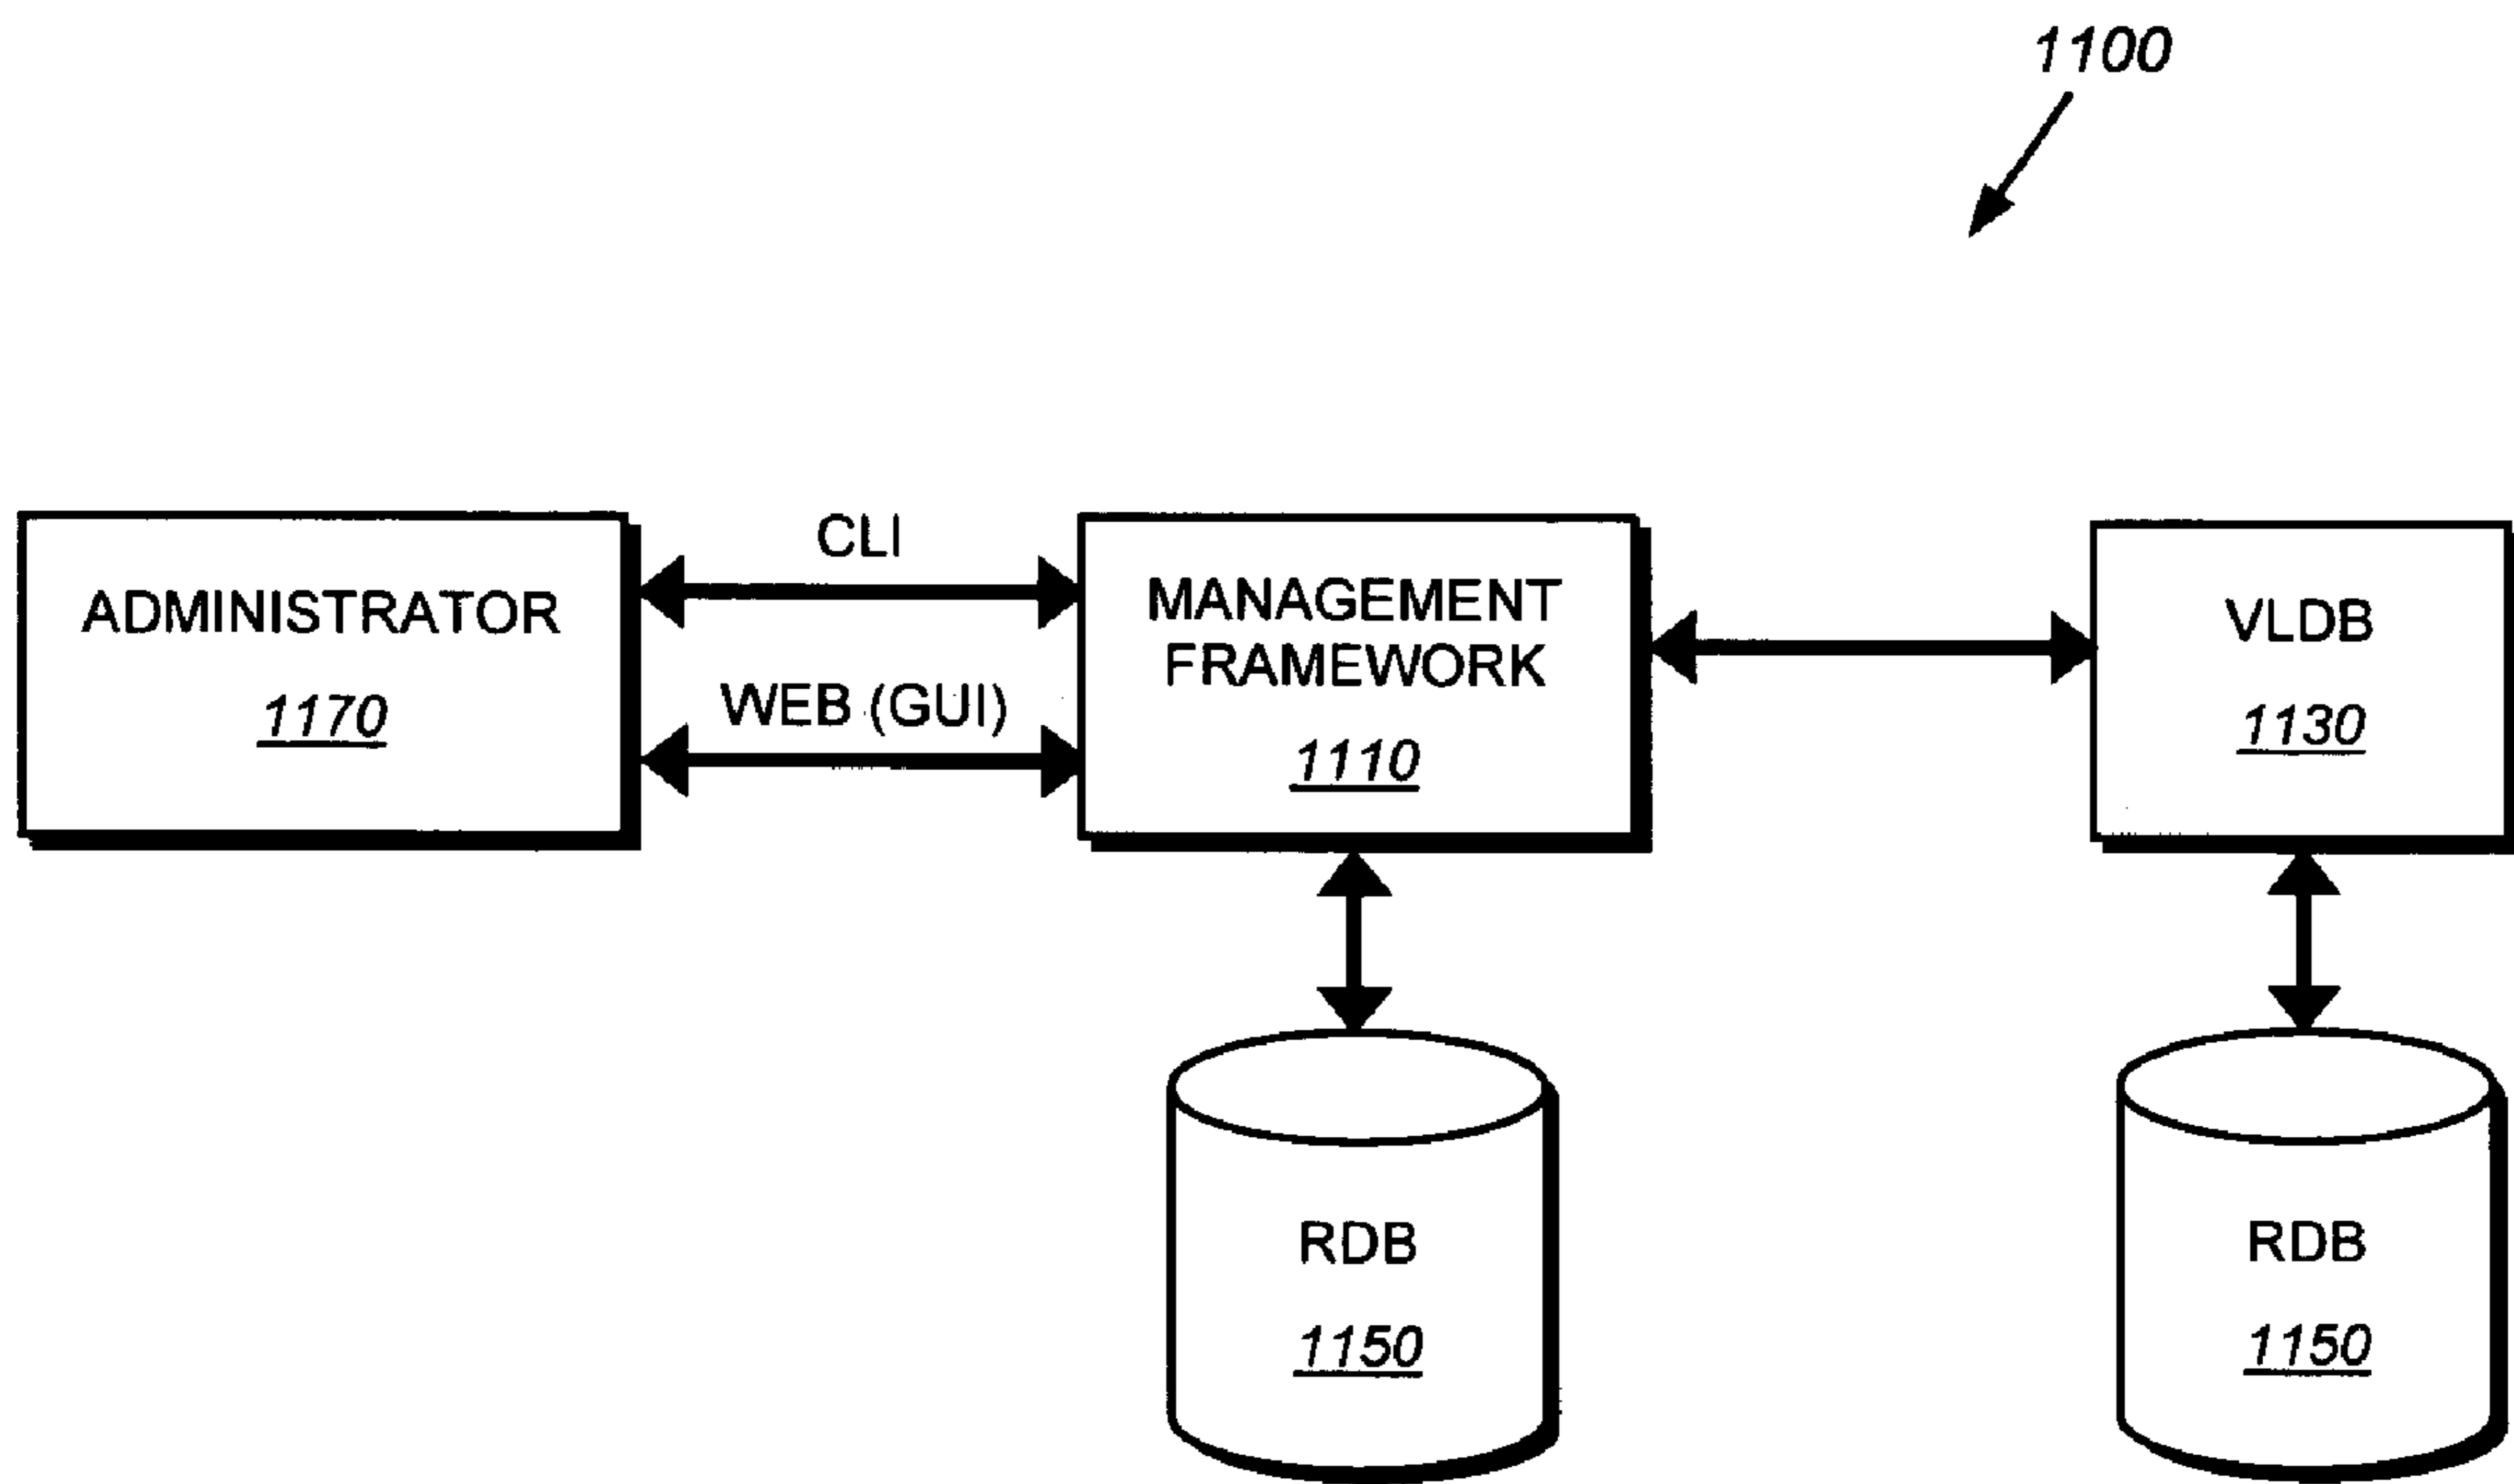 1100
ADMINISTRATOR
1170
CLI
WEB (GUI)
MANAGEMENT
FRAMEWORK
1110
VLDB
1130
RDB
1150
RDB
1150